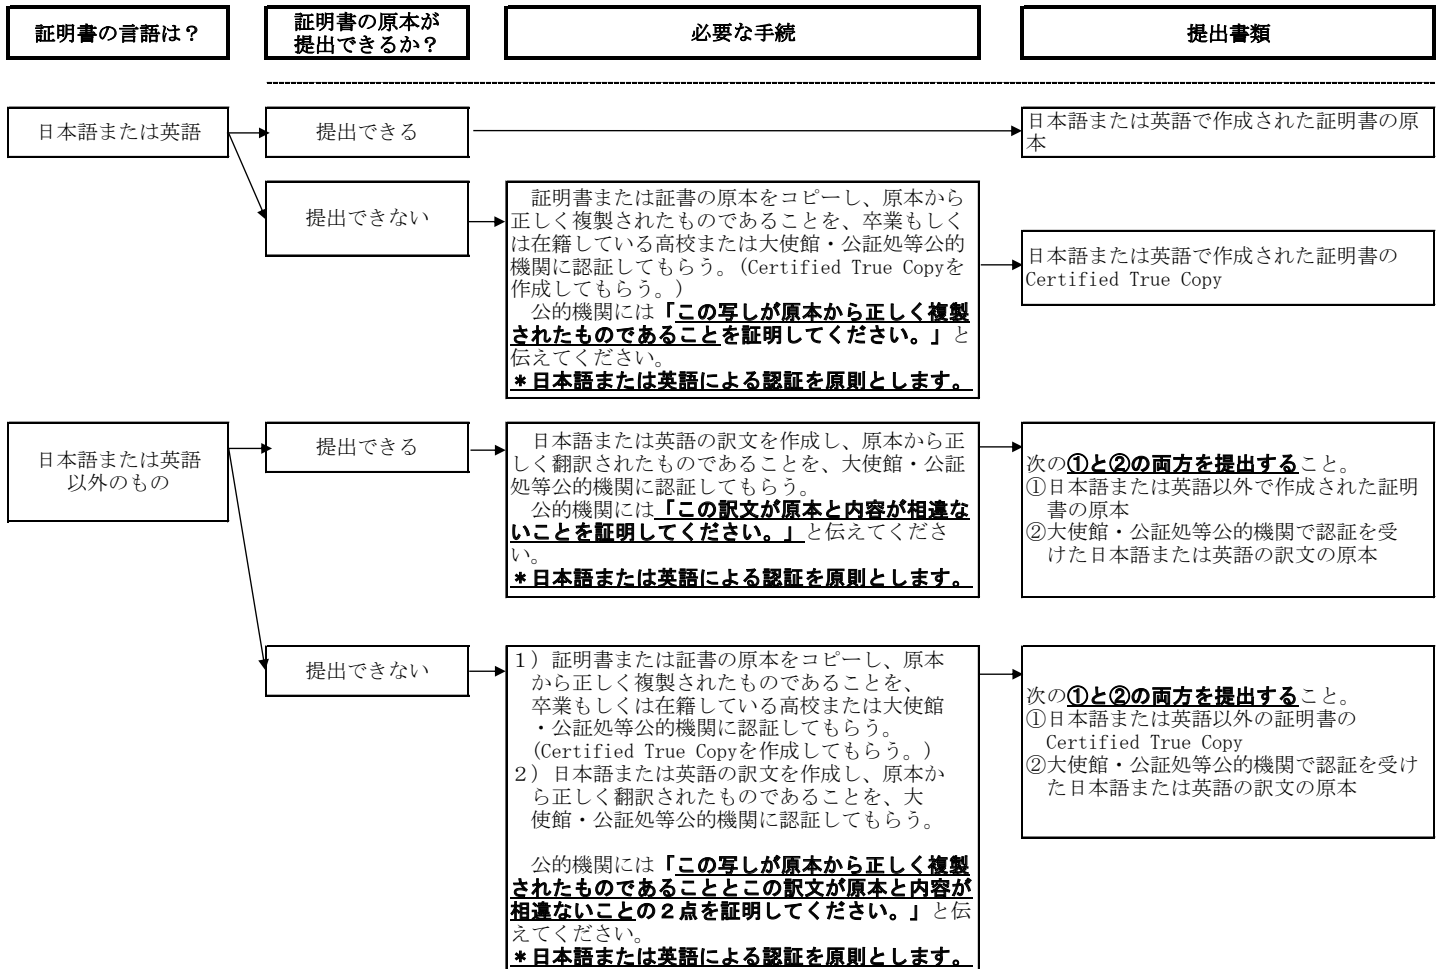 証明書の言語は？
証明書の原本が
提出できるか？
必要な手続
提出書類
日本語または英語
提出できる
日本語または英語で作成された証明書の原
本
提出できない
証明書または証書の原本をコピーし、原本から
正しく複製されたものであることを、卒業もしく
は在籍している高校または大使館・公証処等公的
機関に認証してもらう。(Certified True Copyを
作成してもらう。)
公的機関には「この写しが原本から正しく複製
されたものであることを証明してください。」と
伝えてください。
＊日本語または英語による認証を原則とします。
日本語または英語で作成された証明書の
Certified True Copy
日本語または英語
以外のもの
提出できる
日本語または英語の訳文を作成し、原本から正
しく翻訳されたものであることを、大使館・公証
処等公的機関に認証してもらう。
公的機関には「この訳文が原本と内容が相違な
いことを証明してください。」と伝えてくださ
い。
＊日本語または英語による認証を原則とします。
次の①と②の両方を提出すること。
①日本語または英語以外で作成された証明
書の原本
②大使館・公証処等公的機関で認証を受
けた日本語または英語の訳文の原本
提出できない
１）証明書または証書の原本をコピーし、原本
から正しく複製されたものであることを、
卒業もしくは在籍している高校または大使館
・公証処等公的機関に認証してもらう。
(Certified True Copyを作成してもらう。)
２）日本語または英語の訳文を作成し、原本か
ら正しく翻訳されたものであることを、大
使館・公証処等公的機関に認証してもらう。
公的機関には「この写しが原本から正しく複製
されたものであることとこの訳文が原本と内容が
相違ないことの２点を証明してください。」と伝
えてください。
＊日本語または英語による認証を原則とします。
次の①と②の両方を提出すること。
①日本語または英語以外の証明書の
Certified True Copy
②大使館・公証処等公的機関で認証を受け
た日本語または英語の訳文の原本